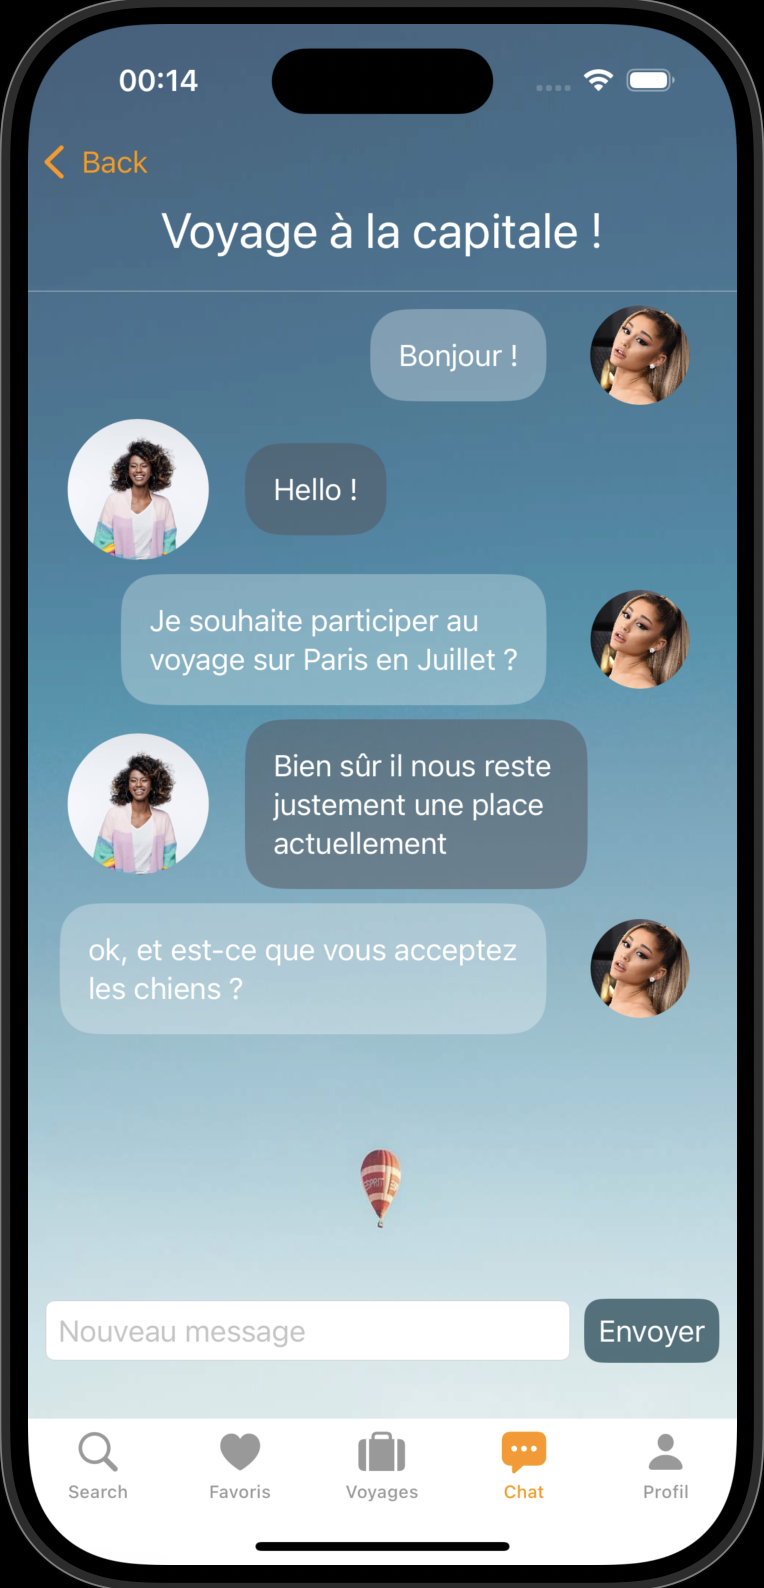 00:14
Back
Voyage à la capitale !
Bonjour !
Hello !
Je souhaite participer au
voyage sur Paris en Juillet ?
Bien sûr il nous reste
justement une place
actuellement
ok, et est-ce que vous acceptez
les chiens ?
Nouveau message
Envoyer
Search
Favoris
Voyages
Chat
Profil